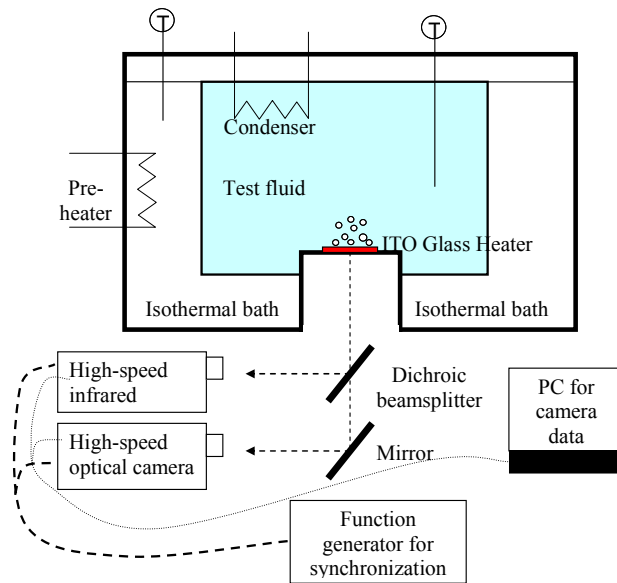 T
T
Condenser
Pre-
heater
Test fluid
ITO Glass Heater
Isothermal bath
Isothermal bath
High-speed
infrared
Dichroic
beamsplitter
PC for
camera
data
High-speed
optical camera
Mirror
Function
generator for
synchronization